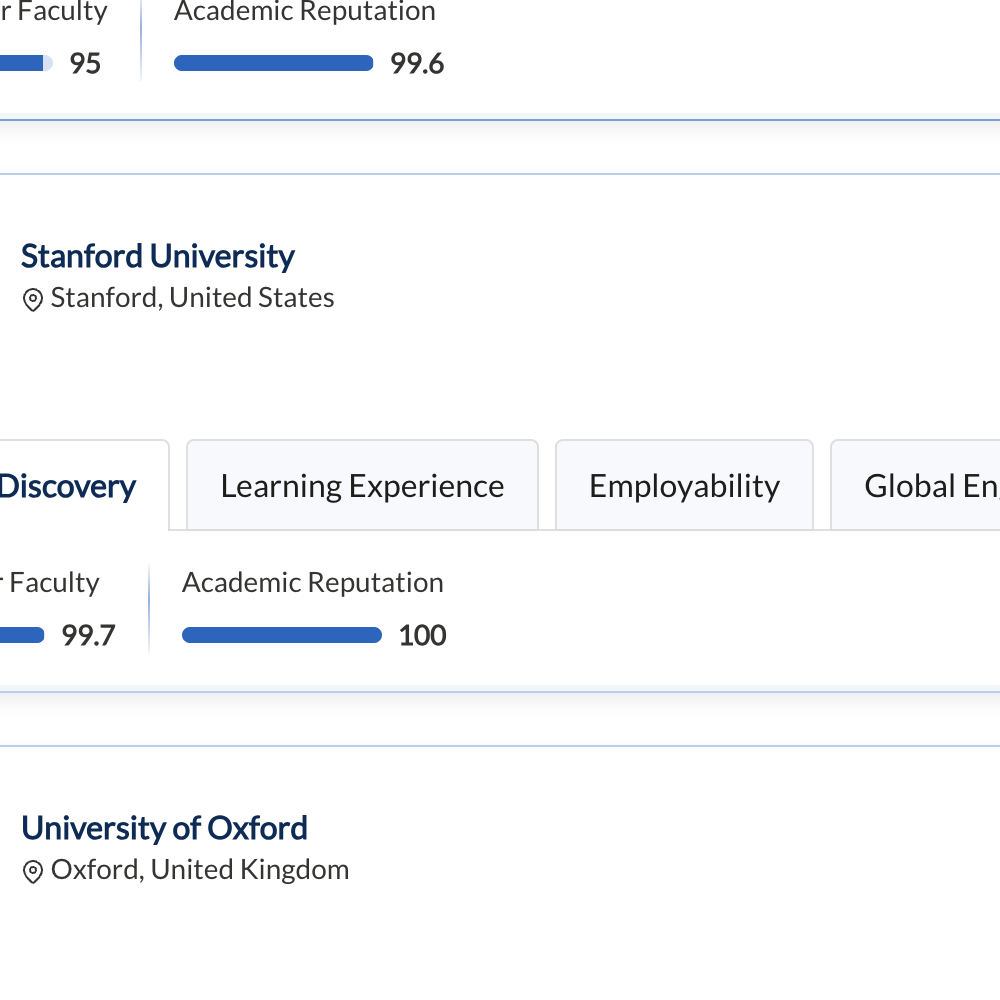 r Faculty Academic Reputation
95 99.6
Stanford University
Stanford, United States
Discovery Learning Experience Employability Global En
r Faculty Academic Reputation
99.7 100
University of Oxford
Oxford, United Kingdom